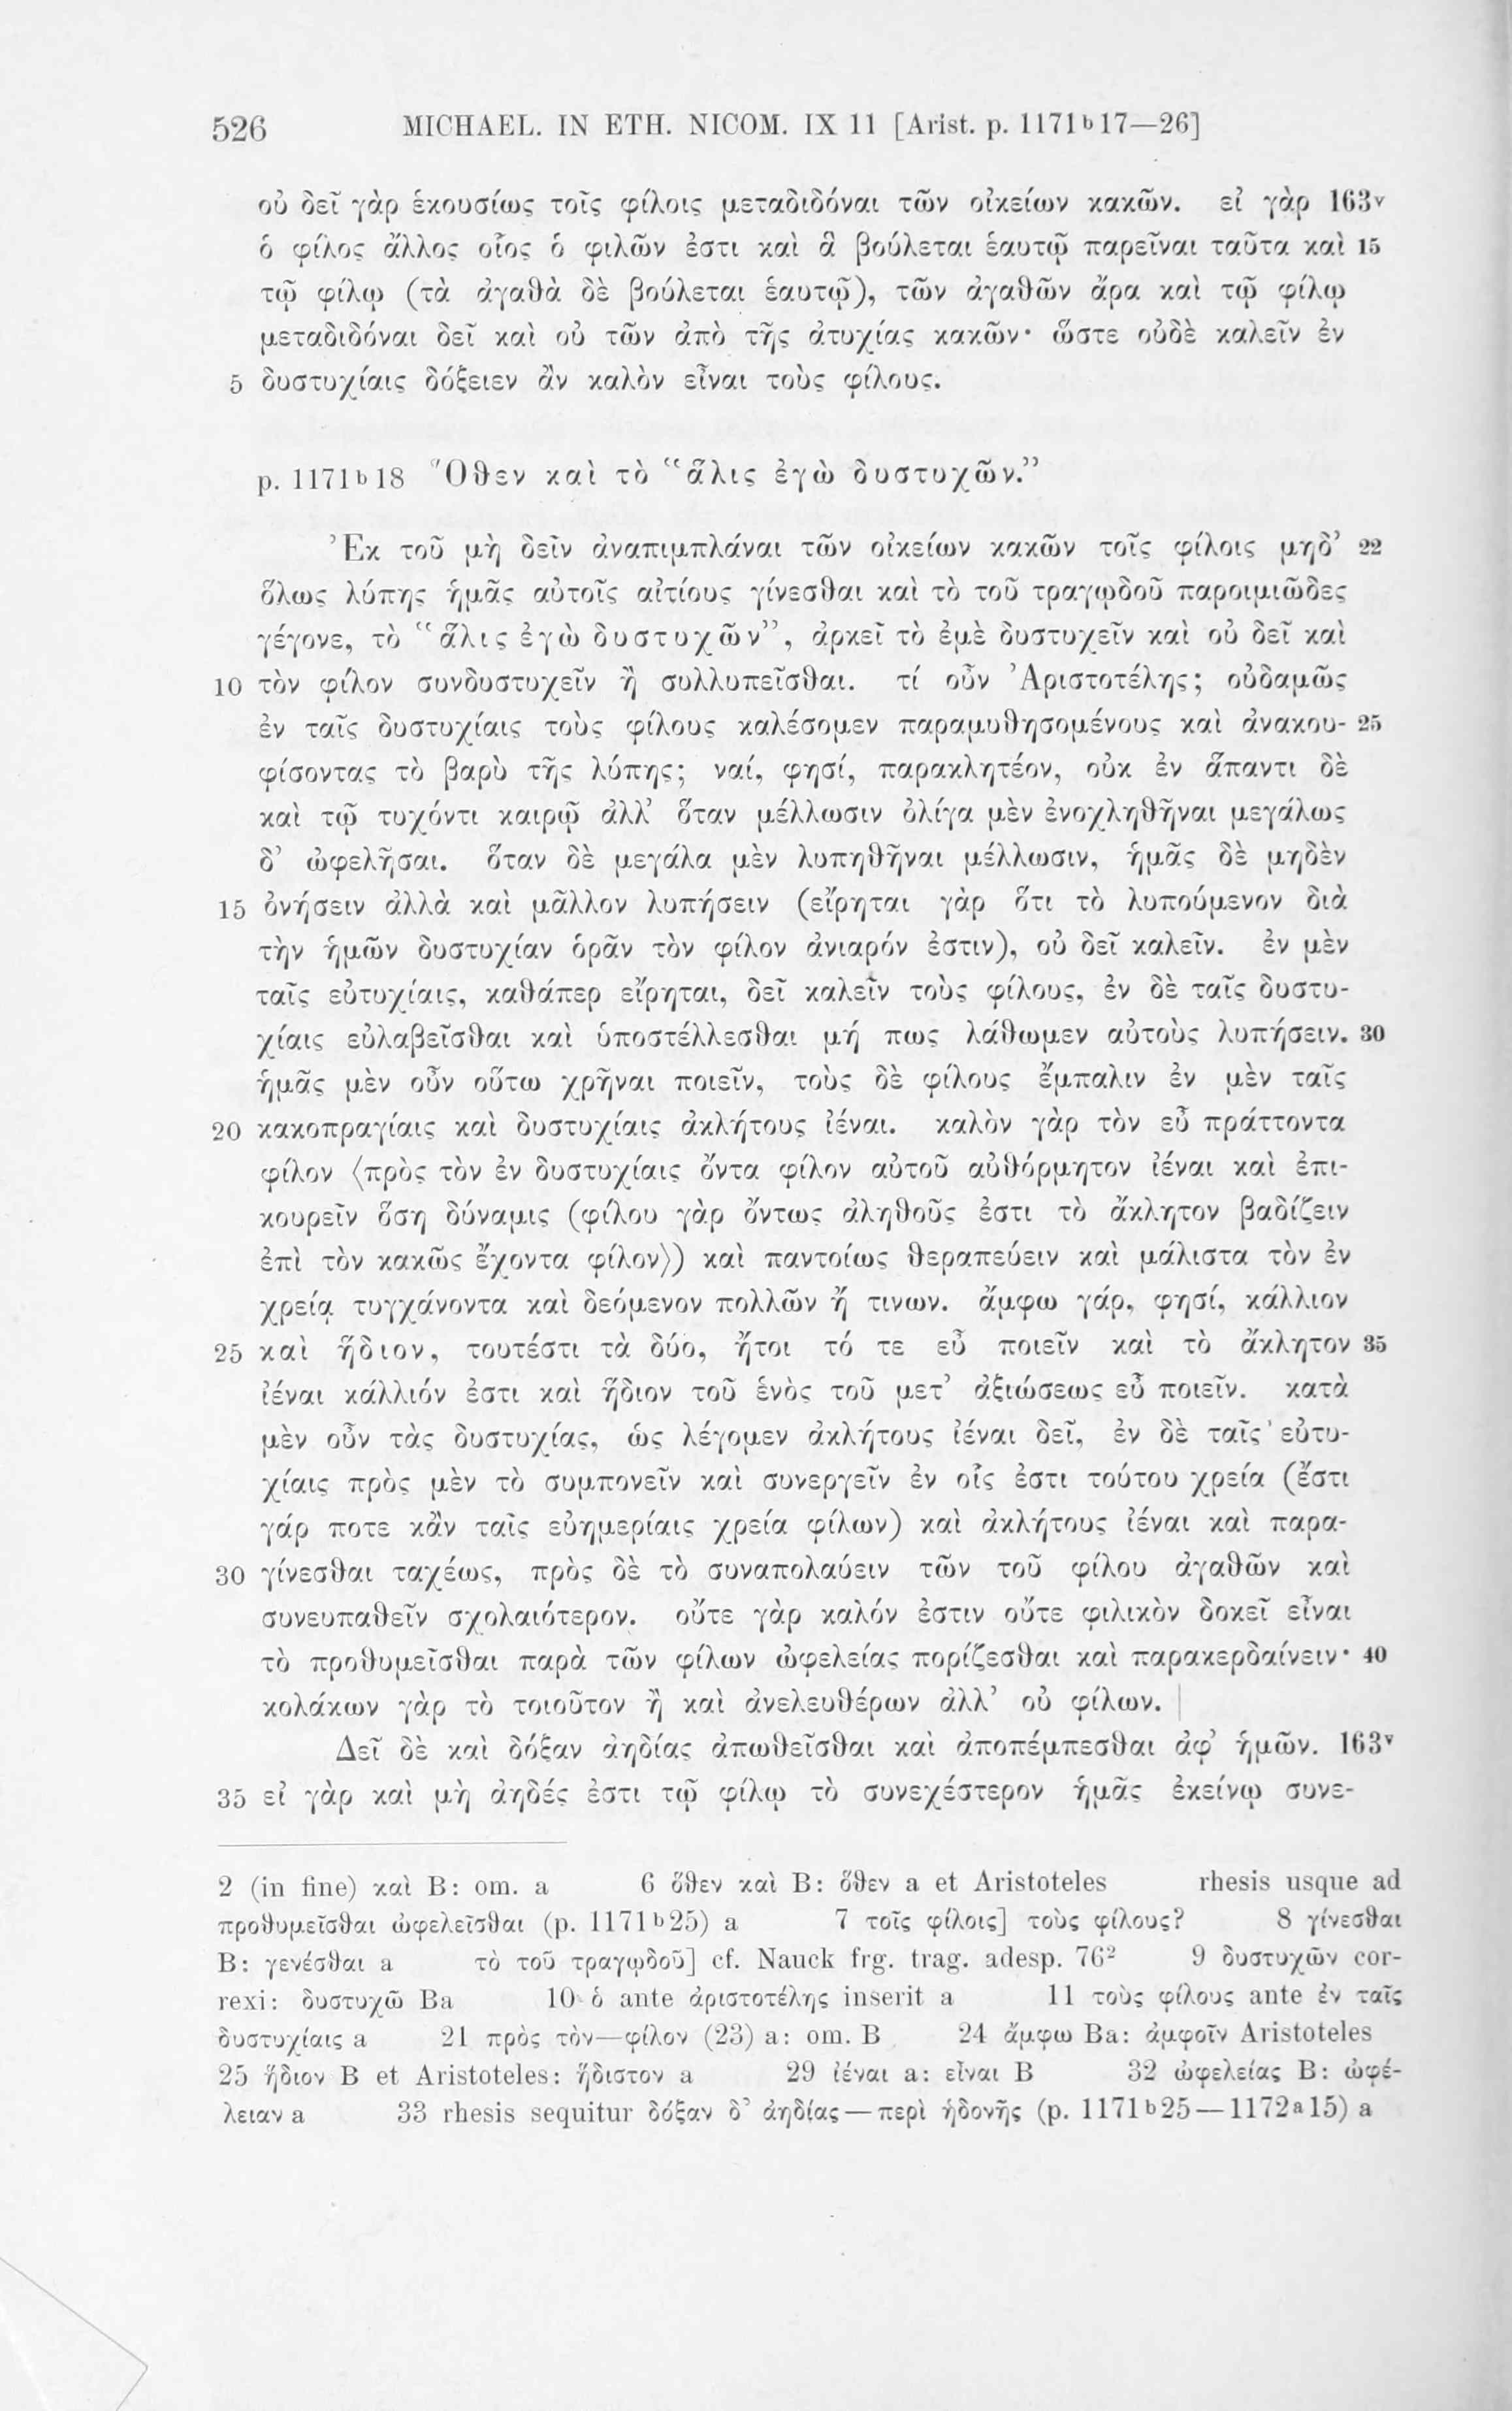 526 MICHAEL. IN ETH. NICOM. IX 11 [Arist. p. 1171b17—26]
οὐ δεῖ γὰρ ἑκουσίως τοῖς φίλοις μεταδιδόναι τῶν οἰκείων κακῶν. εἰ γὰρ 163v
ὁ φίλος ἄλλος οἷος ὁ φιλῶν ἐστι καὶ ἃ βούλεται ἑαυτῷ παρεῖναι ταῦτα καὶ 15
τῷ φίλῳ (τὰ ἀγαθὰ δὲ βούλεται ἑαυτῷ), τῶν ἀγαθῶν ἄρα καὶ τῷ φίλῳ
μεταδιδόναι δεῖ καὶ οὐ τῶν ἀπὸ τῆς ἀτυχίας κακῶν· ὥστε οὐδὲ καλεῖν ἐν
5 δυστυχίαις δόξειεν ἂν καλὸν εἶναι τοὺς φίλους.
p. 1171b18 Ὅθεν καὶ τὸ “ἅλις ἐγὼ δυστυχῶν.”
Ἐκ τοῦ μὴ δεῖν ἀναπιμπλάναι τῶν οἰκείων κακῶν τοῖς φίλοις μηδ’ 22
ὅλως λύπης ἡμᾶς αὐτοῖς αἰτίους γίνεσθαι καὶ τὸ τοῦ τραγῳδοῦ παροιμιῶδες
γέγονε, τὸ “ἅλις ἐγὼ δυστυχῶν”, ἀρκεῖ τὸ ἐμὲ δυστυχεῖν καὶ οὐ δεῖ καὶ
10 τὸν φίλον συνδυστυχεῖν ἢ συλλυπεῖσθαι. τί οὖν Ἀριστοτέλης; οὐδαμῶς
ἐν ταῖς δυστυχίαις τοὺς φίλους καλέσομεν παραμυθησομένους καὶ ἀνακου- 25
φίσοντας τὸ βαρὺ τῆς λύπης; ναί, φησί, παρακλητέον, οὐκ ἐν ἅπαντι δὲ
καὶ τῷ τυχόντι καιρῷ ἀλλ’ ὅταν μέλλωσιν ὀλίγα μὲν ἐνοχληθῆναι μεγάλως
δ’ ὠφελῆσαι. ὅταν δὲ μεγάλα μὲν λυπηθῆναι μέλλωσιν, ἡμᾶς δὲ μηδὲν
15 ὀνήσειν ἀλλὰ καὶ μᾶλλον λυπήσειν (εἴρηται γὰρ ὅτι τὸ λυπούμενον διὰ
τὴν ἡμῶν δυστυχίαν ὁρᾶν τὸν φίλον ἀνιαρόν ἐστιν), οὐ δεῖ καλεῖν. ἐν μὲν
ταῖς εὐτυχίαις, καθάπερ εἴρηται, δεῖ καλεῖν τοὺς φίλους, ἐν δὲ ταῖς δυστυ-
χίαις εὐλαβεῖσθαι καὶ ὑποστέλλεσθαι μή πως λάθωμεν αὐτοὺς λυπήσειν. 30
ἡμᾶς μὲν οὖν οὕτω χρῆναι ποιεῖν, τοὺς δὲ φίλους ἔμπαλιν ἐν μὲν ταῖς
20 κακοπραγίαις καὶ δυστυχίαις ἀκλήτους ἰέναι. καλὸν γὰρ τὸν εὖ πράττοντα
φίλον ⟨πρὸς τὸν ἐν δυστυχίαις ὄντα φίλον αὐτοῦ αὐθόρμητον ἰέναι καὶ ἐπι-
κουρεῖν ὅση δύναμις (φίλου γὰρ ὄντως ἀληθοῦς ἐστι τὸ ἄκλητον βαδίζειν
ἐπὶ τὸν κακῶς ἔχοντα φίλον⟩) καὶ παντοίως θεραπεύειν καὶ μάλιστα τὸν ἐν
χρείᾳ τυγχάνοντα καὶ δεόμενον πολλῶν ἤ τινων. ἄμφω γάρ, φησί, κάλλιον
25 καὶ ἥδιον, τουτέστι τὰ δύο, ἤτοι τό τε εὖ ποιεῖν καὶ τὸ ἄκλητον 35
ἰέναι κάλλιόν ἐστι καὶ ἥδιον τοῦ ἑνὸς τοῦ μετ’ ἀξιώσεως εὖ ποιεῖν. κατὰ
μὲν οὖν τὰς δυστυχίας, ὡς λέγομεν ἀκλήτους ἰέναι δεῖ, ἐν δὲ ταῖς εὐτυ-
χίαις πρὸς μὲν τὸ συμπονεῖν καὶ συνεργεῖν ἐν οἷς ἐστι τούτου χρεία (ἔστι
γάρ ποτε κἂν ταῖς εὐημερίαις χρεία φίλων) καὶ ἀκλήτους ἰέναι καὶ παρα-
30 γίνεσθαι ταχέως, πρὸς δὲ τὸ συναπολαύειν τῶν τοῦ φίλου ἀγαθῶν καὶ
συνευπαθεῖν σχολαιότερον. οὔτε γὰρ καλόν ἐστιν οὔτε φιλικὸν δοκεῖ εἶναι
τὸ προθυμεῖσθαι παρὰ τῶν φίλων ὠφελείας πορίζεσθαι καὶ παρακερδαίνειν· 40
κολάκων γὰρ τὸ τοιοῦτον ἢ καὶ ἀνελευθέρων ἀλλ’ οὐ φίλων. |
Δεῖ δὲ καὶ δόξαν ἀηδίας ἀπωθεῖσθαι καὶ ἀποπέμπεσθαι ἀφ’ ἡμῶν. 163v
35 εἰ γὰρ καὶ μὴ ἀηδές ἐστι τῷ φίλῳ τὸ συνεχέστερον ἡμᾶς ἐκείνῳ συνε-
2 (in fine) καὶ B: om. a 6 ὅθεν καὶ B: ὅθεν a et Aristoteles rhesis usque ad
προθυμεῖσθαι ὠφελεῖσθαι (p. 1171b25) a 7 τοῖς φίλοις] τοὺς φίλους? 8 γίνεσθαι
B: γενέσθαι a τὸ τοῦ τραγῳδοῦ] cf. Nauck frg. trag. adesp. 76² 9 δυστυχῶν cor-
rexi: δυστυχῶ Ba 10 ὁ ante ἀριστοτέλης inserit a 11 τοὺς φίλους ante ἐν ταῖς
δυστυχίαις a 21 πρὸς τὸν—φίλον (23) a: om. B 24 ἄμφω Ba: ἀμφοῖν Aristoteles
25 ἥδιον B et Aristoteles: ἥδιστον a 29 ἰέναι a: εἶναι B 32 ὠφελείας B: ὠφέ-
λειαν a 33 rhesis sequitur δόξαν δ’ ἀηδίας — περὶ ἡδονῆς (p. 1171b25—1172a15) a